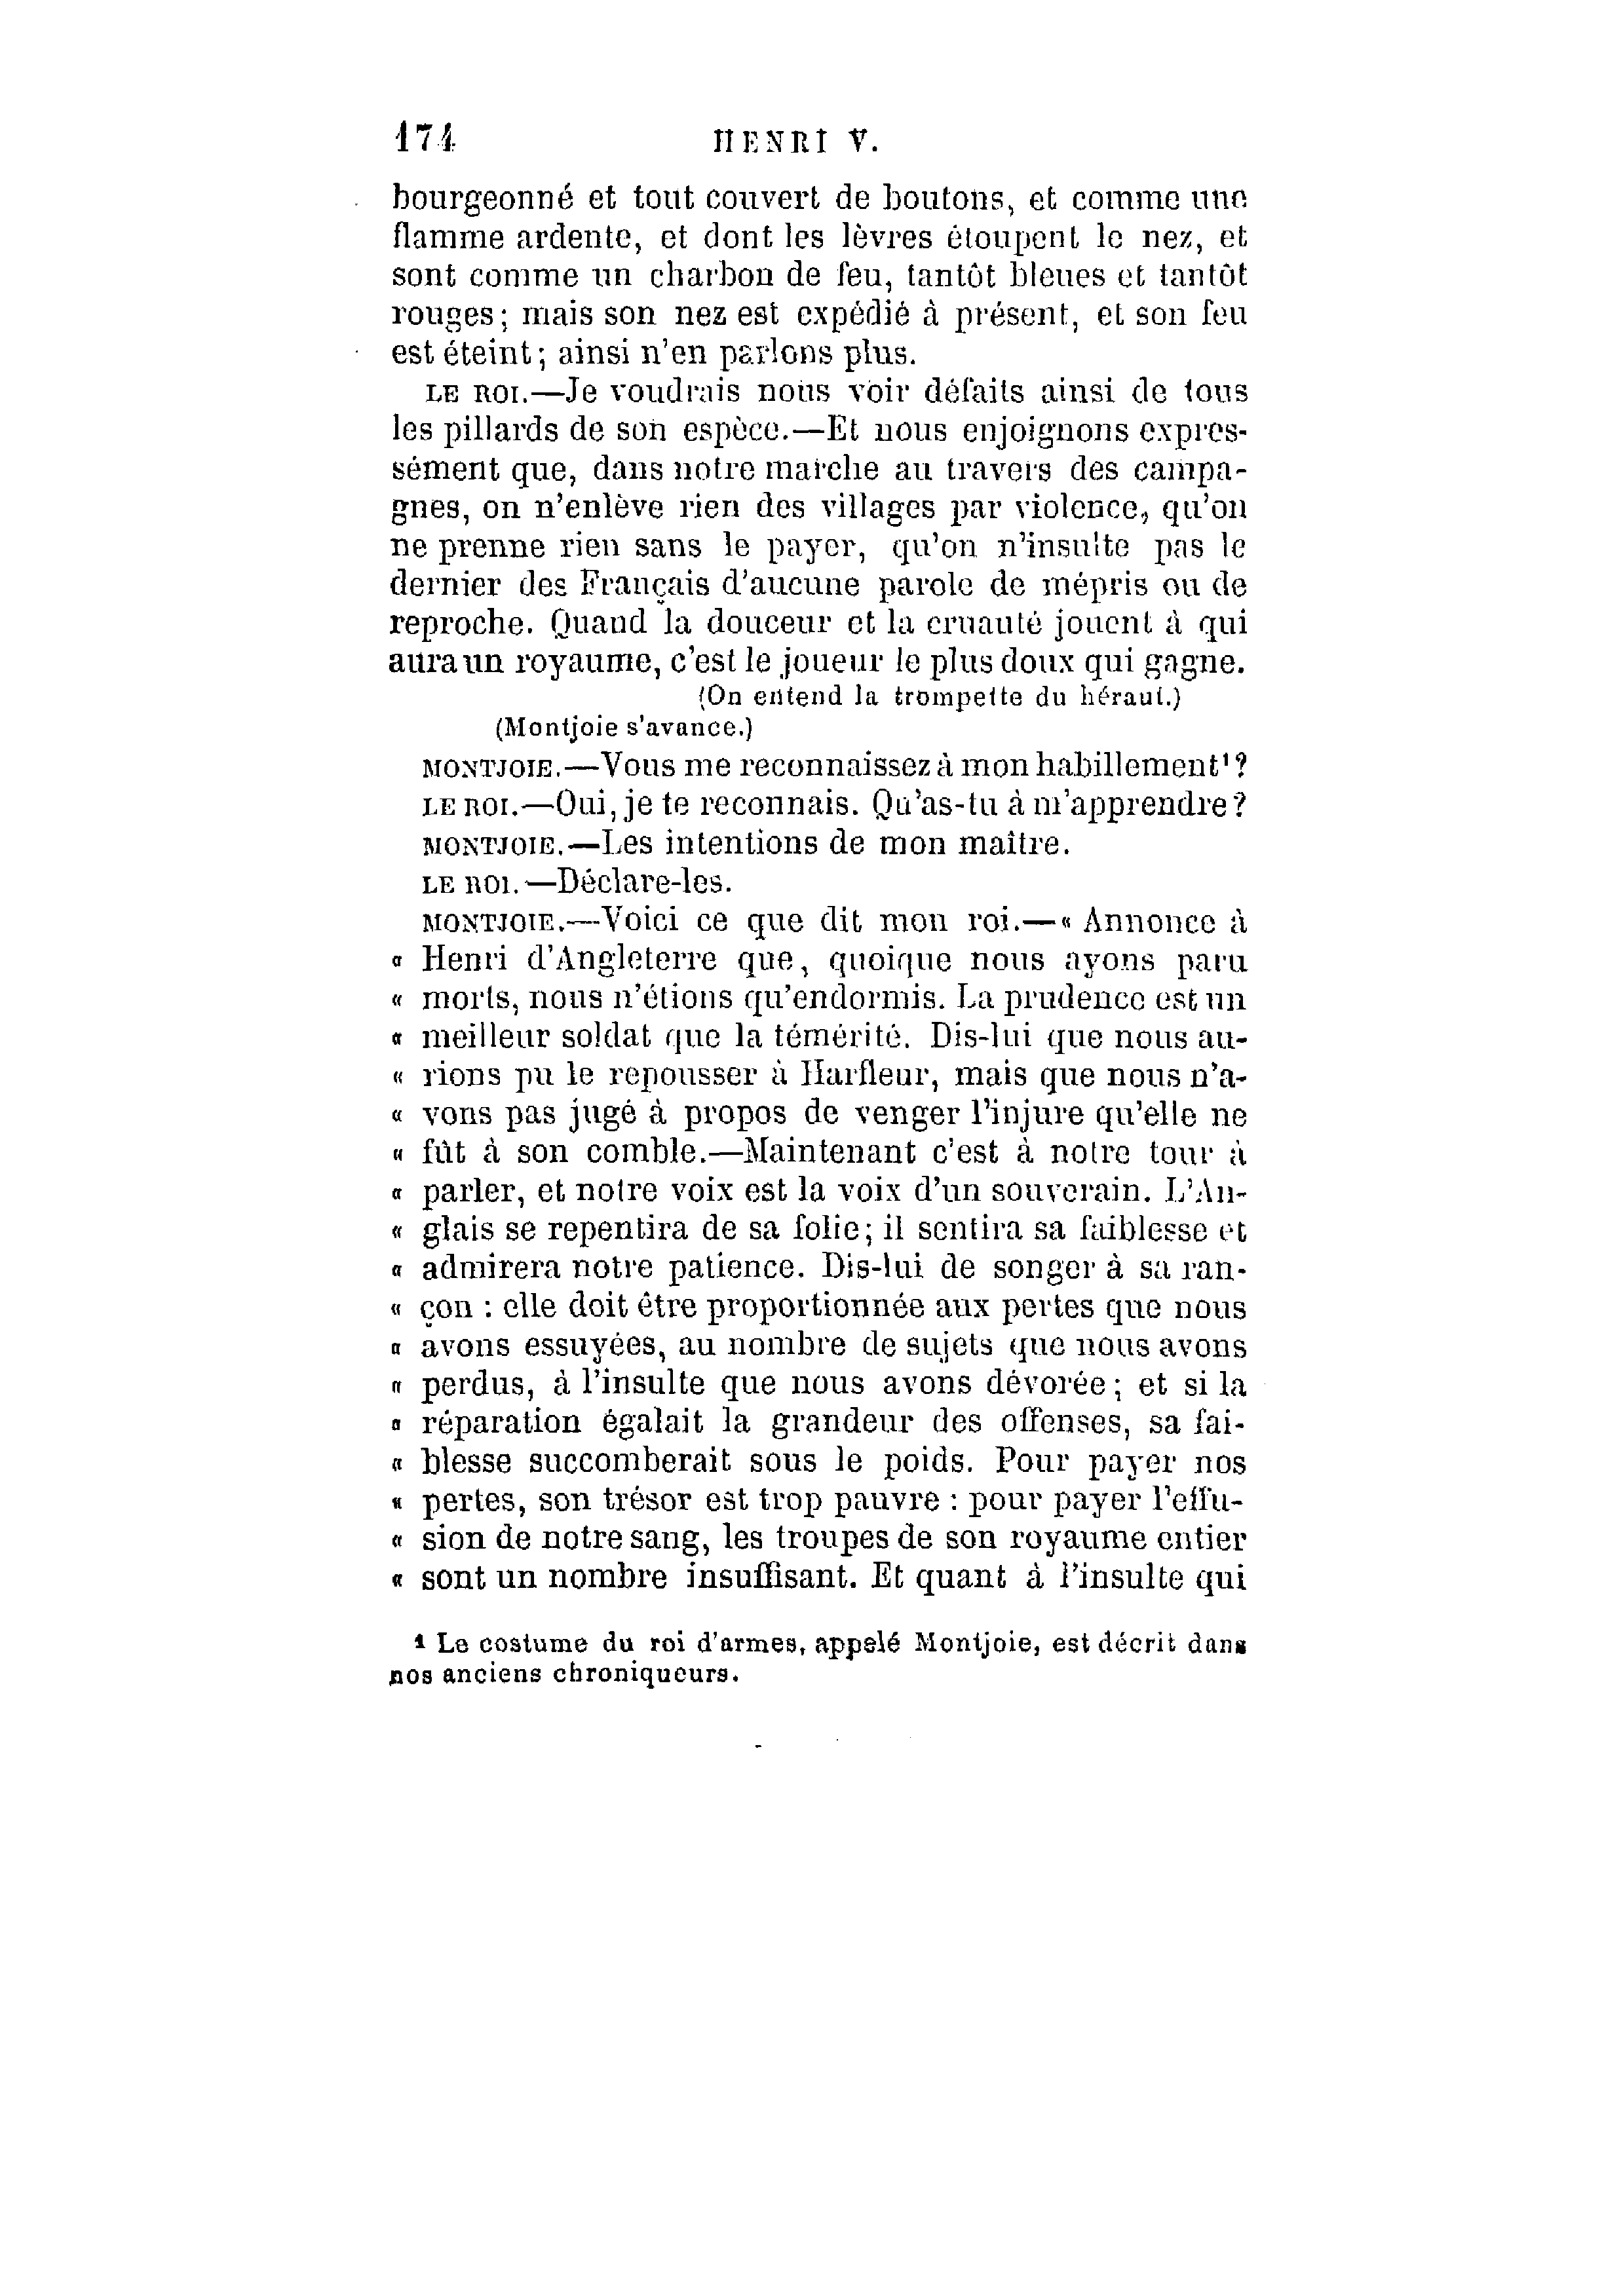 174 HENRI V.
bourgeonné et tout couvert de boutons, et comme une
flamme ardente, et dont les lèvres étoupent le nez, et
sont comme un charbon de feu, tantôt bleues et tantôt
rouges; mais son nez est expédié à présent, et son feu
est éteint; ainsi n'en parlons plus.
LE ROI.—Je voudrais nous voir défaits ainsi de tous
les pillards de son espèce.—Et nous enjoignons expres-
sément que, dans notre marche au travers des campa-
gnes, on n'enlève rien des villages par violence, qu'on
ne prenne rien sans le payer, qu'on n'insulte pas le
dernier des Français d'aucune parole de mépris ou de
reproche. Quand la douceur et la cruauté jouent à qui
aura un royaume, c'est le joueur le plus doux qui gagne.
(On entend la trompette du héraut.)
(Montjoie s'avance.)
MONTJOIE.—Vous me reconnaissez à mon habillement¹?
LE ROI.—Oui, je te reconnais. Qu'as-tu à m'apprendre?
MONTJOIE.—Les intentions de mon maître.
LE ROI.—Déclare-les.
MONTJOIE.—Voici ce que dit mon roi.—« Annonce à
« Henri d'Angleterre que, quoique nous ayons paru
« morts, nous n'étions qu'endormis. La prudence est un
« meilleur soldat que la témérité. Dis-lui que nous au-
« rions pu le repousser à Harfleur, mais que nous n'a-
« vons pas jugé à propos de venger l'injure qu'elle ne
« fût à son comble.—Maintenant c'est à notre tour à
« parler, et notre voix est la voix d'un souverain. L'An-
« glais se repentira de sa folie; il sentira sa faiblesse et
« admirera notre patience. Dis-lui de songer à sa ran-
« çon : elle doit être proportionnée aux pertes que nous
« avons essuyées, au nombre de sujets que nous avons
« perdus, à l'insulte que nous avons dévorée; et si la
« réparation égalait la grandeur des offenses, sa fai-
« blesse succomberait sous le poids. Pour payer nos
« pertes, son trésor est trop pauvre : pour payer l'effu-
« sion de notre sang, les troupes de son royaume entier
« sont un nombre insuffisant. Et quant à l'insulte qui
¹ Le costume du roi d'armes, appelé Montjoie, est décrit dans
nos anciens chroniqueurs.